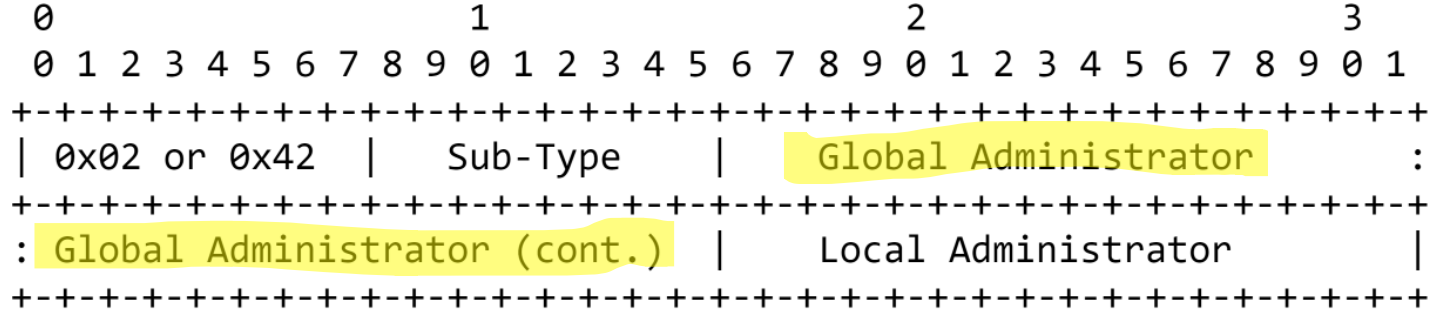 0 1 2 3
0 1 2 3 4 5 6 7 8 9 0 1 2 3 4 5 6 7 8 9 0 1 2 3 4 5 6 7 8 9 0 1
+-+-+-+-+-+-+-+-+-+-+-+-+-+-+-+-+-+-+-+-+-+-+-+-+-+-+-+-+-+-+-+-+
| 0x02 or 0x42 | Sub-Type | Global Administrator :
+-+-+-+-+-+-+-+-+-+-+-+-+-+-+-+-+-+-+-+-+-+-+-+-+-+-+-+-+-+-+-+-+
: Global Administrator (cont.) | Local Administrator |
+-+-+-+-+-+-+-+-+-+-+-+-+-+-+-+-+-+-+-+-+-+-+-+-+-+-+-+-+-+-+-+-+